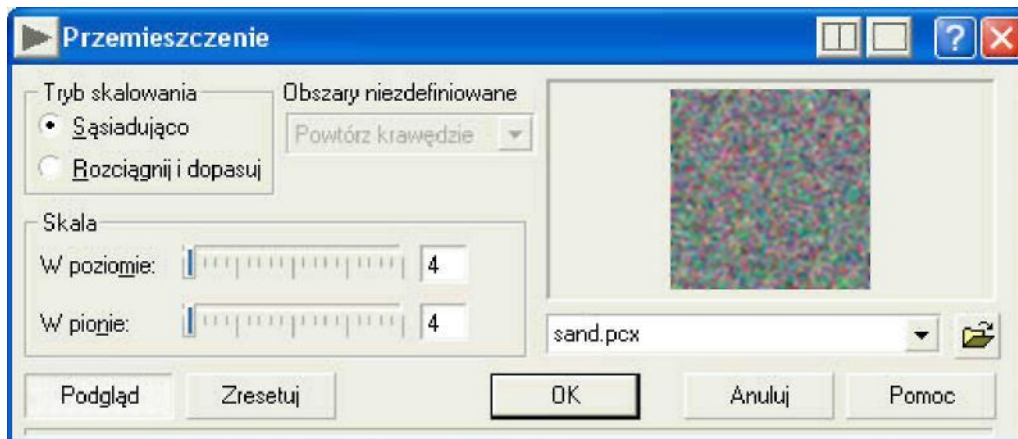 Przemieszczenie
?
Tryb skalowania
Sąsiadująco
Rozciągnij i dopasuj
Obszary niezdefiniowane
Powtórz krawędzie
Skala
W poziomie: 4
W pionie: 4
sand.pcx
Podgląd Zresetuj OK Anuluj Pomoc